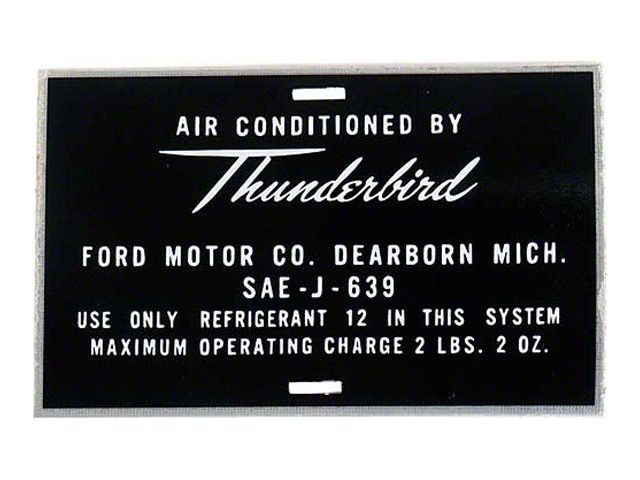 AIR CONDITIONED BY
Thunderbird
FORD MOTOR CO. DEARBORN MICH.
SAE-J-639
USE ONLY REFRIGERANT 12 IN THIS SYSTEM
MAXIMUM OPERATING CHARGE 2 LBS. 2 OZ.